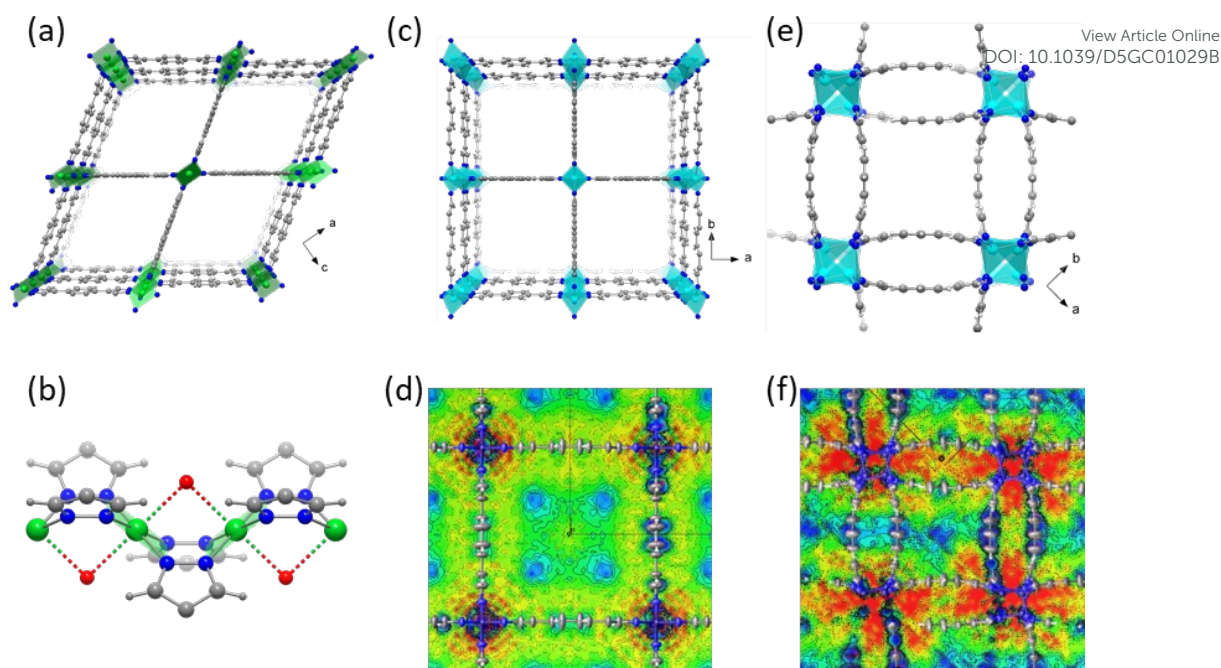 (a)
(c)
(e)
View Article Online
DOI: 10.1039/D5GC01029B
a
c
b
a
b
a
(b)
(d)
(f)